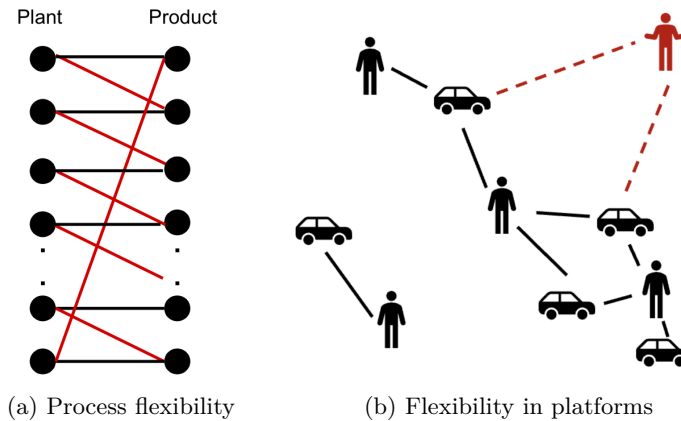 Plant Product
(a) Process flexibility
(b) Flexibility in platforms